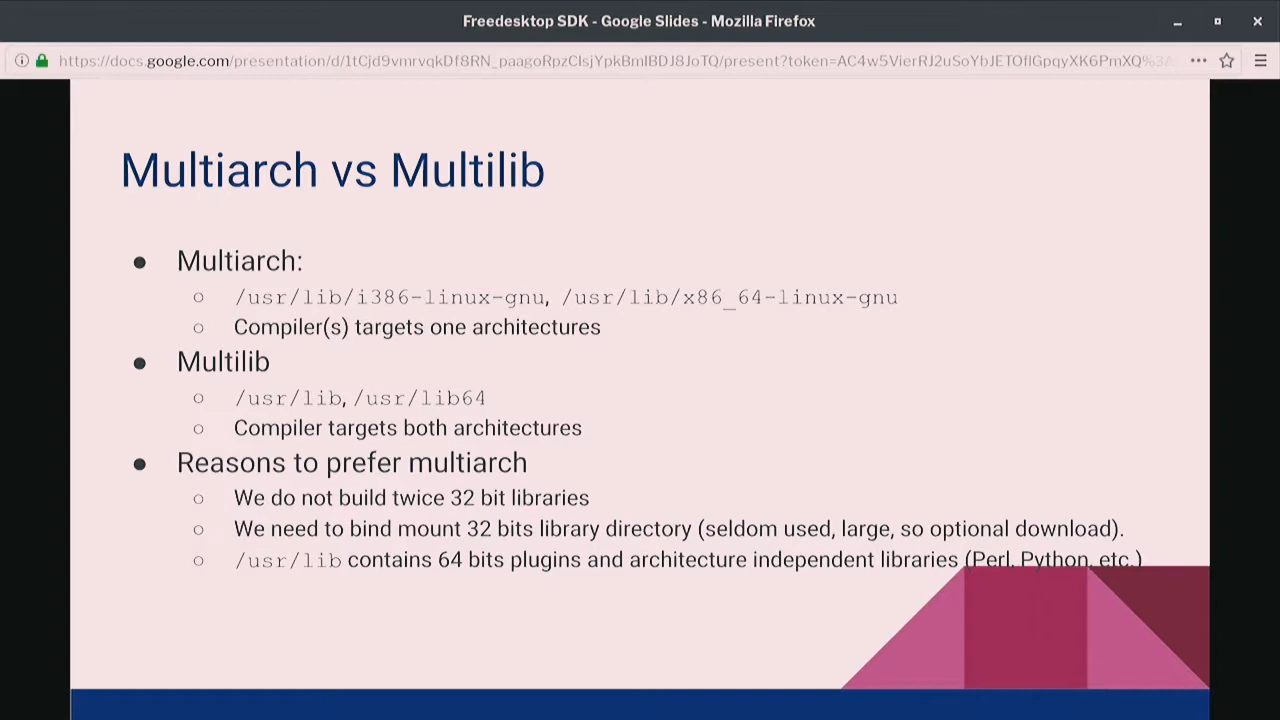 Freedesktop SDK - Google Slides - Mozilla Firefox
Multiarch vs Multilib
Multiarch:
/usr/lib/i386-linux-gnu, /usr/lib/x86_64-linux-gnu
Compiler(s) targets one architectures
Multilib
/usr/lib, /usr/lib64
Compiler targets both architectures
Reasons to prefer multiarch
We do not build twice 32 bit libraries
We need to bind mount 32 bits library directory (seldom used, large, so optional download).
/usr/lib contains 64 bits plugins and architecture independent libraries (Perl, Python, etc.)